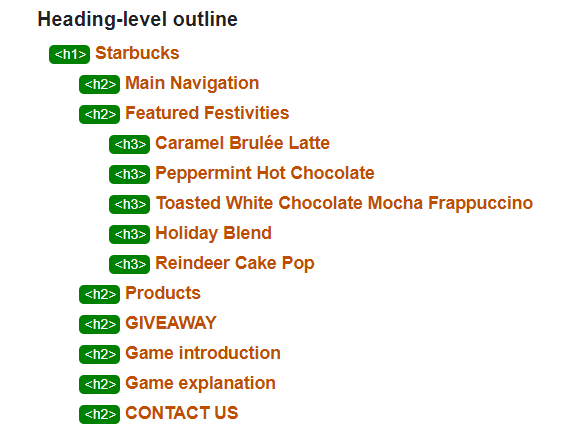 Heading-level outline
<h1> Starbucks
<h2> Main Navigation
<h2> Featured Festivities
<h3> Caramel Brulée Latte
<h3> Peppermint Hot Chocolate
<h3> Toasted White Chocolate Mocha Frappuccino
<h3> Holiday Blend
<h3> Reindeer Cake Pop
<h2> Products
<h2> GIVEAWAY
<h2> Game introduction
<h2> Game explanation
<h2> CONTACT US